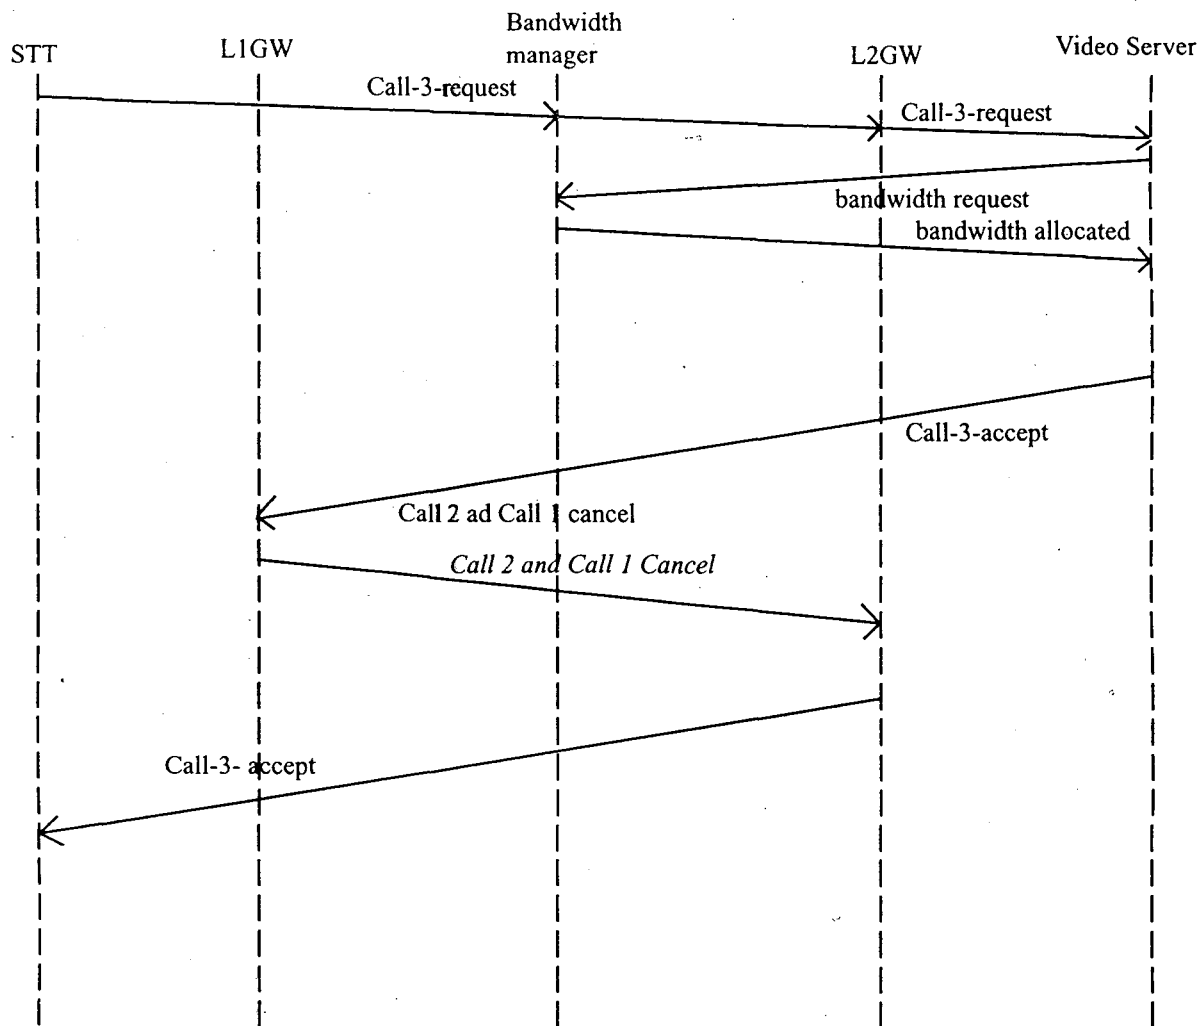 STT
L1GW
Bandwidth
manager
L2GW
Video Server
Call-3-request
Call-3-request
bandwidth request
bandwidth allocated
Call-3-accept
Call 2 ad Call 1 cancel
Call 2 and Call 1 Cancel
Call-3- accept